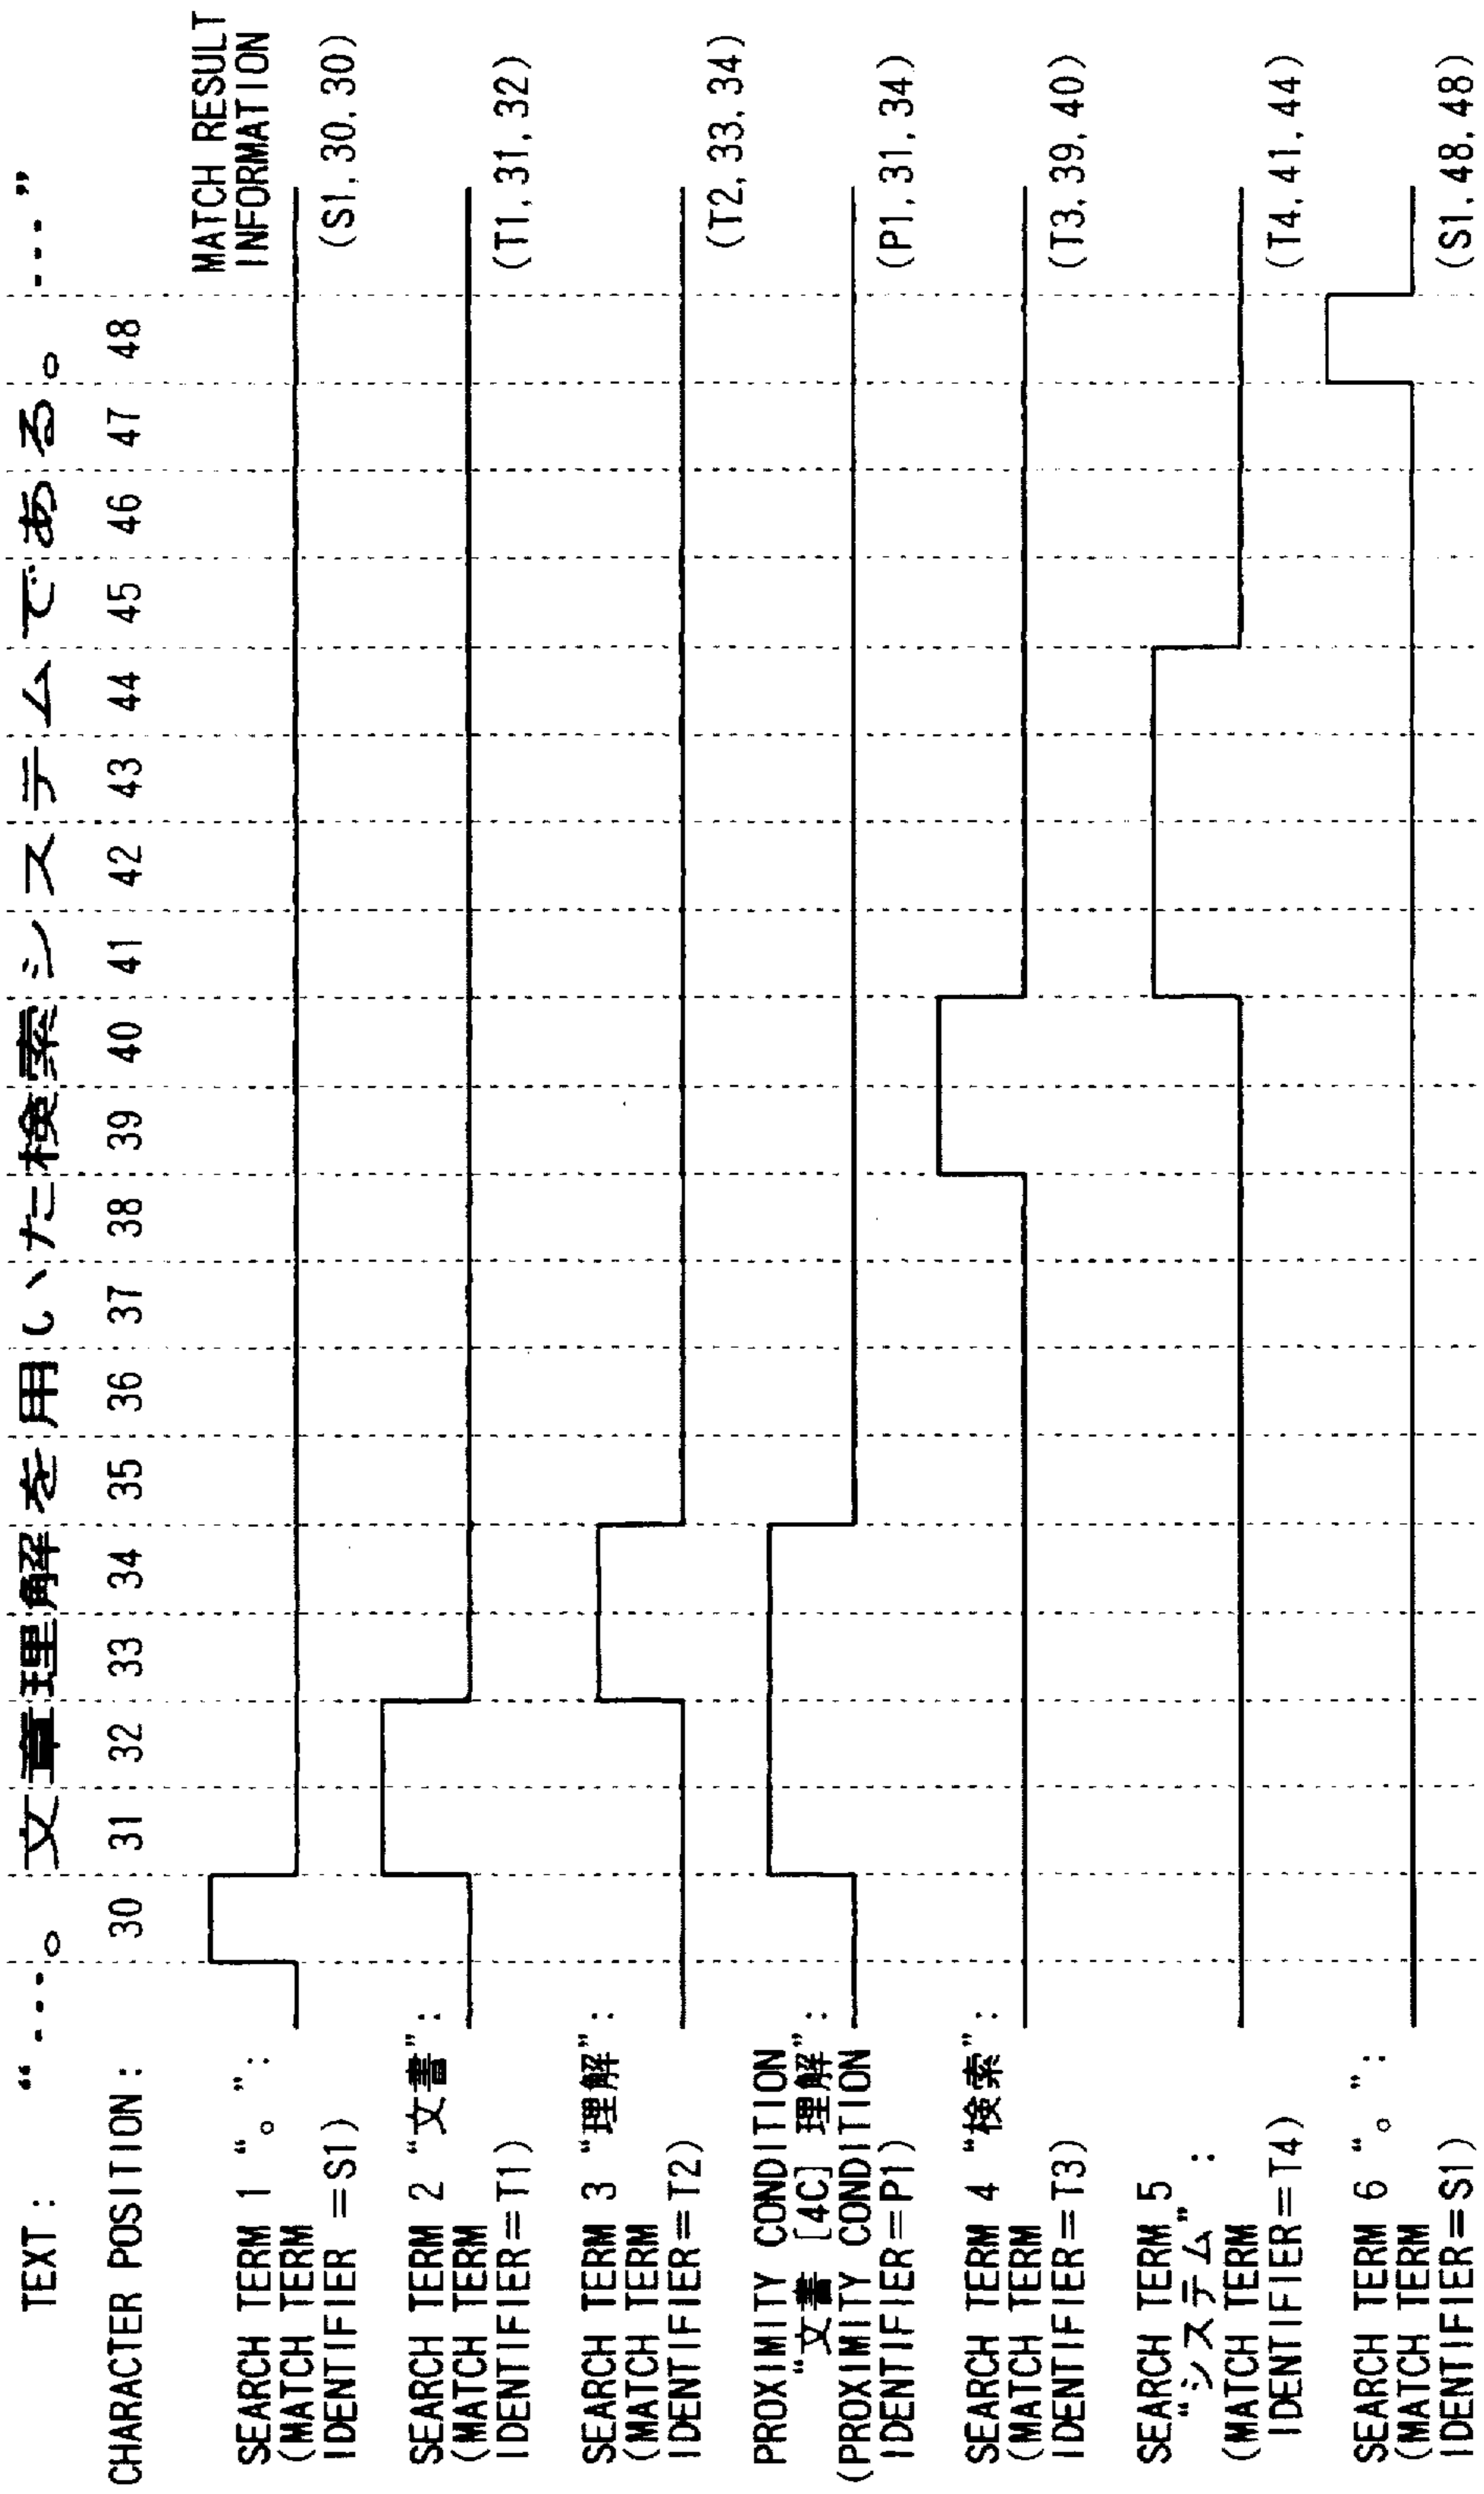 TEXT: “・・・。文章理解を用いた検索システムである。・・・”
CHARACTER POSITION: 30 31 32 33 34 35 36 37 38 39 40 41 42 43 44 45 46 47 48
MATCH RESULT
INFORMATION
SEARCH TERM 1 “。”:
(MATCH TERM
IDENTIFIER =S1)
(S1,30,30)
SEARCH TERM 2 “文書”:
(MATCH TERM
IDENTIFIER=T1)
(T1,31,32)
SEARCH TERM 3 “理解”:
(MATCH TERM
IDENTIFIER=T2)
(T2,33,34)
PROXIMITY CONDITION
“文書 [4C] 理解”:
(PROXIMITY CONDITION
IDENTIFIER=P1)
(P1,31,34)
SEARCH TERM 4 “検索”:
(MATCH TERM
IDENTIFIER=T3)
(T3,39,40)
SEARCH TERM 5
“システム” :
(MATCH TERM
IDENTIFIER=T4)
(T4,41,44)
SEARCH TERM 6 “。”:
(MATCH TERM
IDENTIFIER=S1)
(S1,48,48)